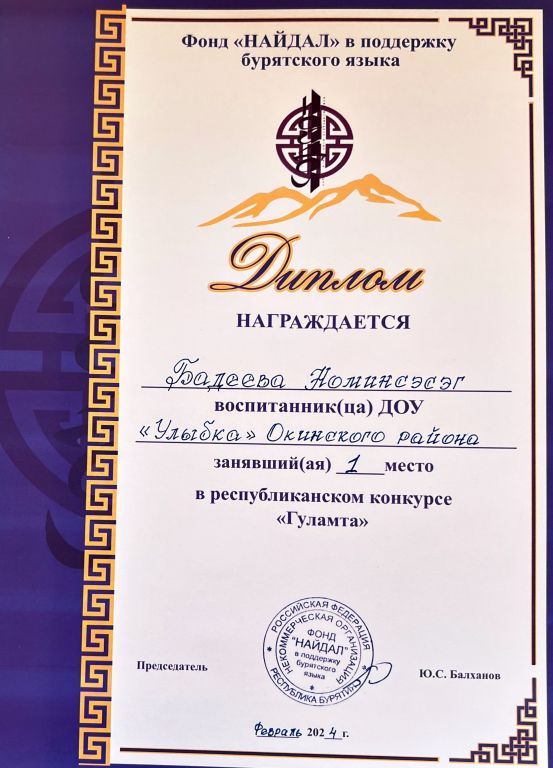 Фонд «НАЙДАЛ» в поддержку
бурятского языка
Диплом
НАГРАЖДАЕТСЯ
Бадеева Номинсэсэг
воспитанник(ца) ДОУ
«Улыбка» Окинского района
занявший(ая) 1 место
в республиканском конкурсе
«Гуламта»
РОССИЙСКАЯ ФЕДЕРАЦИЯ
НЕКОММЕРЧЕСКАЯ ОРГАНИЗАЦИЯ
ФОНД
"НАЙДАЛ"
в поддержку
бурятского
языка
РЕСПУБЛИКА БУРЯТИЯ
Председатель
Ю.С. Балханов
Февраль 2024 г.